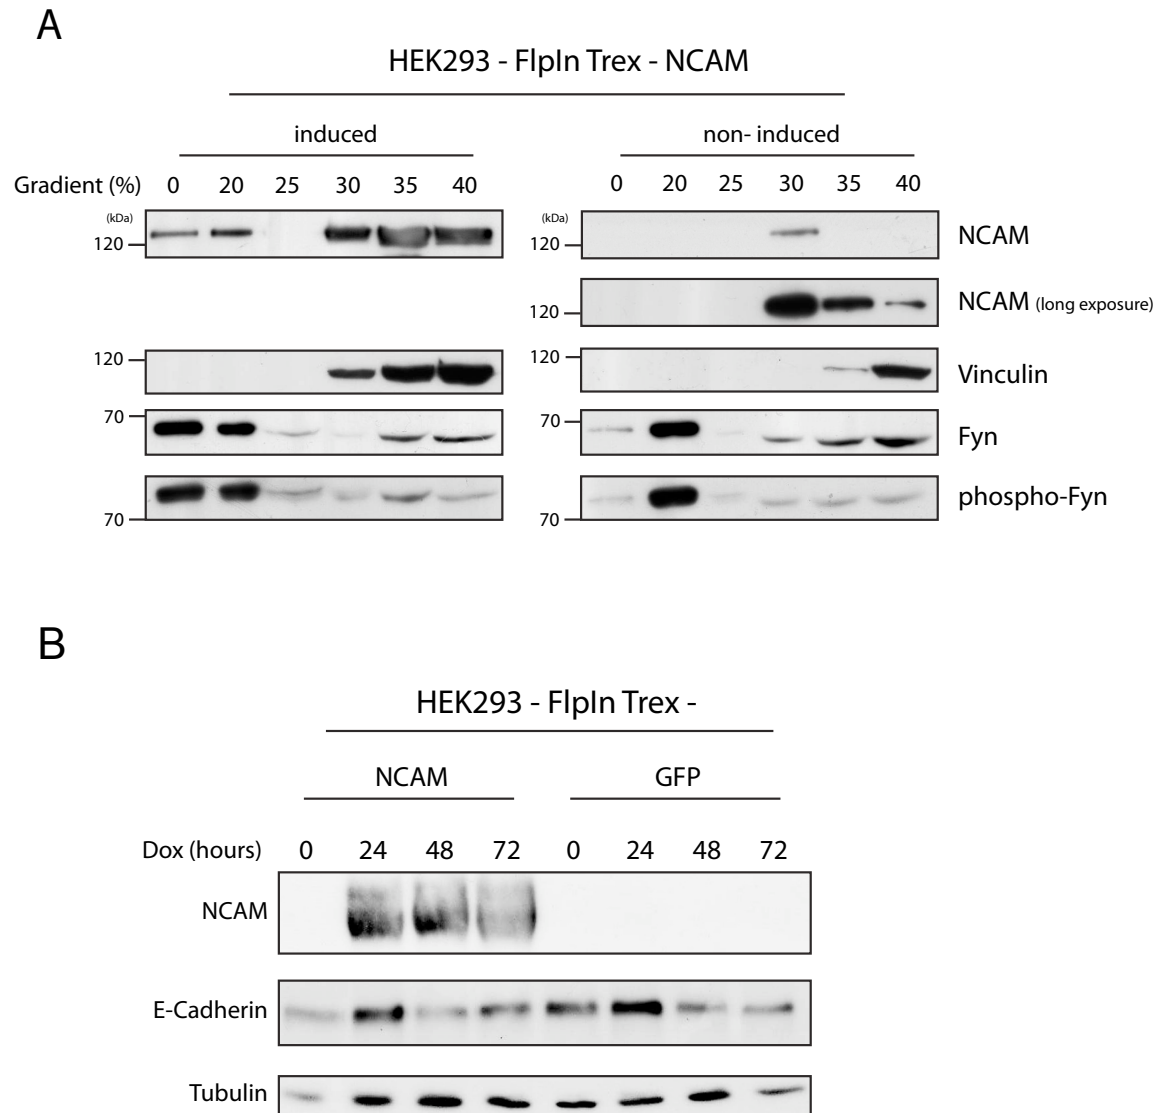 A
HEK293 - FlpIn Trex - NCAM
induced non- induced
Gradient (%) 0 20 25 30 35 40 0 20 25 30 35 40
(kDa) (kDa)
120 120 NCAM
120 NCAM (long exposure)
120 120 Vinculin
70 70 Fyn
70 70 phospho-Fyn
B
HEK293 - FlpIn Trex -
NCAM GFP
Dox (hours) 0 24 48 72 0 24 48 72
NCAM
E-Cadherin
Tubulin